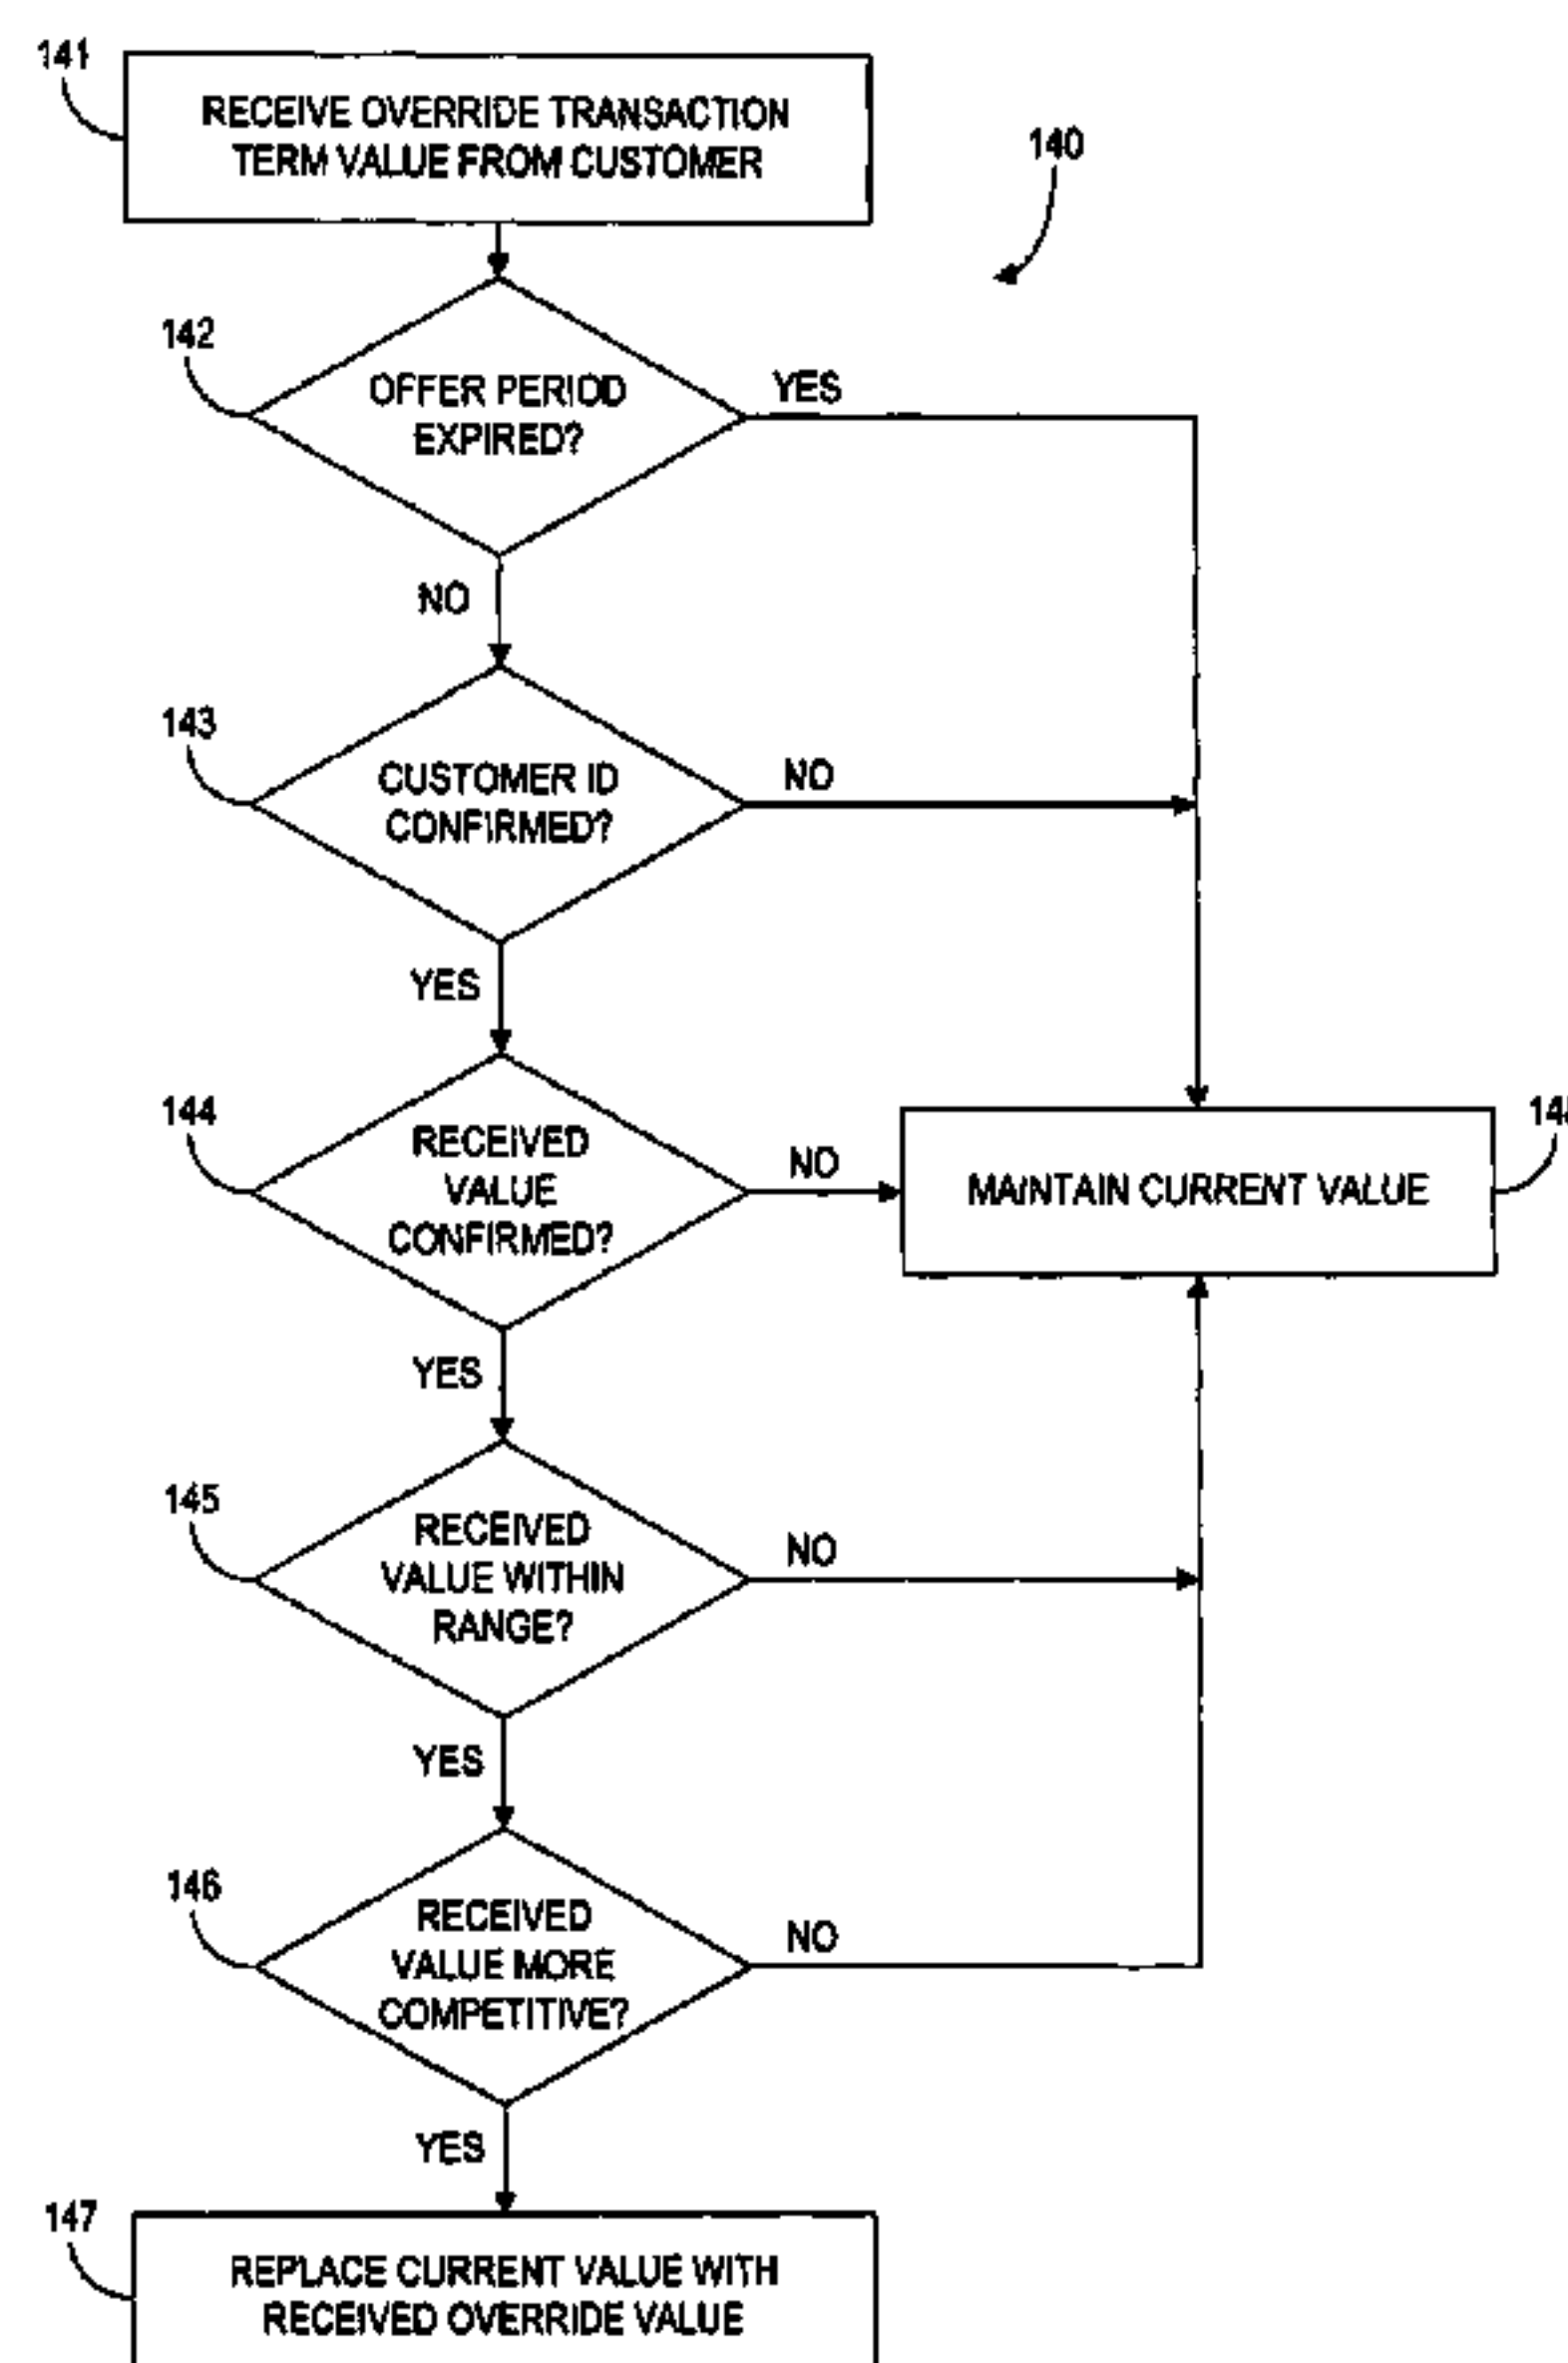 141
RECEIVE OVERRIDE TRANSACTION
TERM VALUE FROM CUSTOMER
140
142
OFFER PERIOD
EXPIRED?
YES
NO
143
CUSTOMER ID
CONFIRMED?
NO
YES
144
RECEIVED
VALUE
CONFIRMED?
NO
MAINTAIN CURRENT VALUE
YES
145
RECEIVED
VALUE WITHIN
RANGE?
NO
YES
146
RECEIVED
VALUE MORE
COMPETITIVE?
NO
YES
147
REPLACE CURRENT VALUE WITH
RECEIVED OVERRIDE VALUE